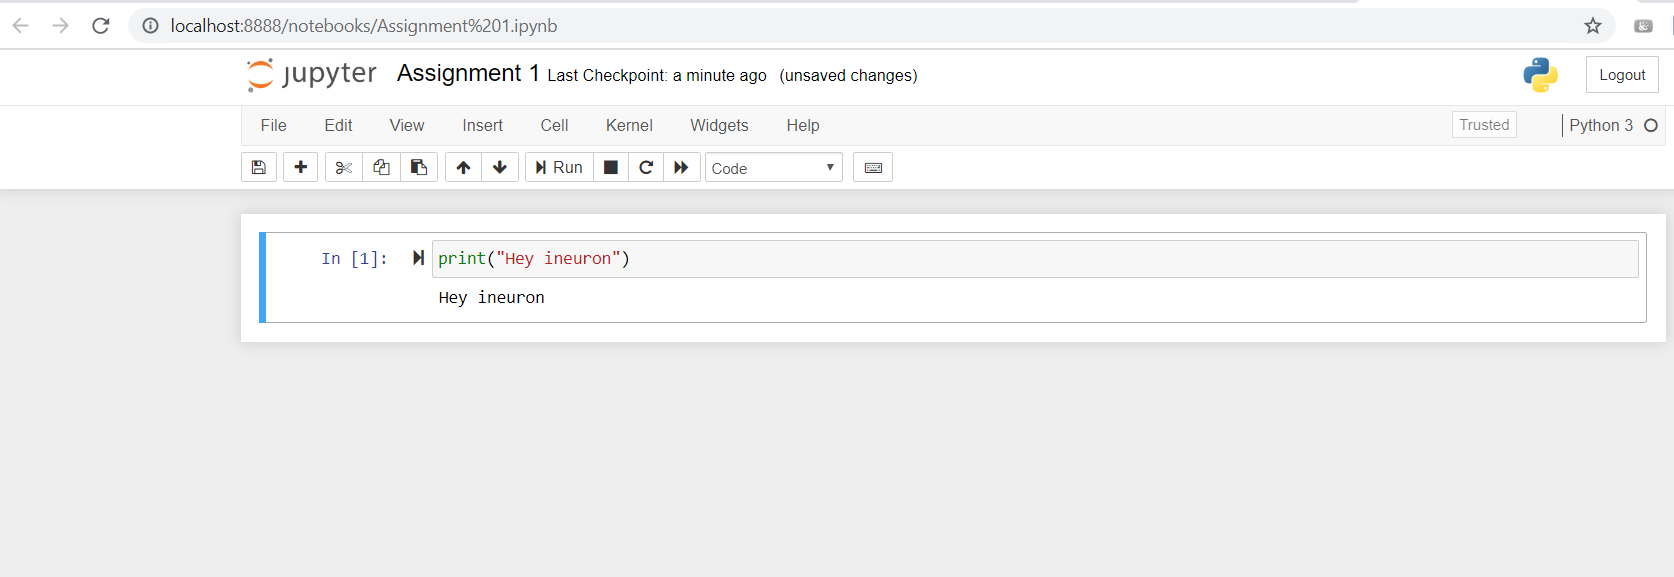 localhost:8888/notebooks/Assignment%201.ipynb
jupyter Assignment 1 Last Checkpoint: a minute ago (unsaved changes) Logout
File Edit View Insert Cell Kernel Widgets Help Trusted Python 3
Run Code
In [1]: print("Hey ineuron")
Hey ineuron